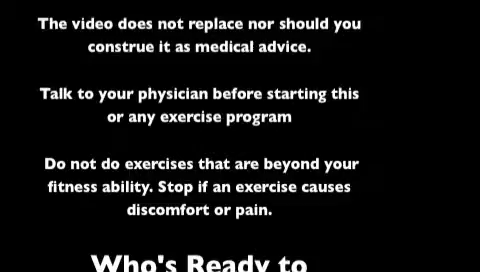 The video does not replace nor should you
construe it as medical advice.
Talk to your physician before starting this
or any exercise program
Do not do exercises that are beyond your
fitness ability. Stop if an exercise causes
discomfort or pain.
Who's Ready to